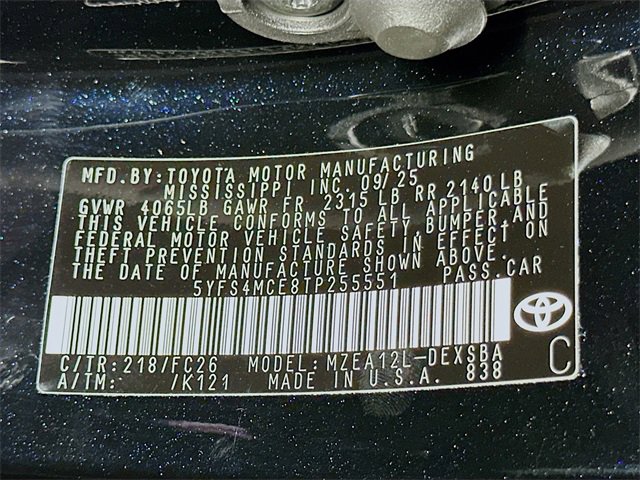 MFD.BY:TOYOTA MOTOR MANUFACTURING
MISSISSIPPI INC. 09/25
GVWR 4065LB GAWR FR 2315 LB, RR 2140LB
THIS VEHICLE CONFORMS TO ALL APPLICABLE
FEDERAL MOTOR VEHICLE SAFETY,BUMPER,AND
THEFT PREVENTION STANDARDS IN EFFECT ON
THE DATE OF MANUFACTURE SHOWN ABOVE.
5YFS4MCE8TP255551 PASS.CAR
C/TR:218/FC26 MODEL:MZEA12L-DEXSBA
A/TM: /K121 MADE IN U.S.A. 838
C